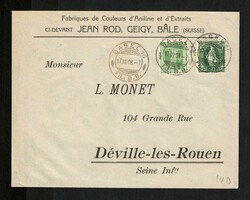 Fabriques de Couleurs d'Aniline et d'Extraits
CI-DEVANT JEAN ROD. GEIGY, BÂLE (SUISSE)
Monsieur
L. MONET
104 Grande Rue
Déville-les-Rouen
Seine Infre